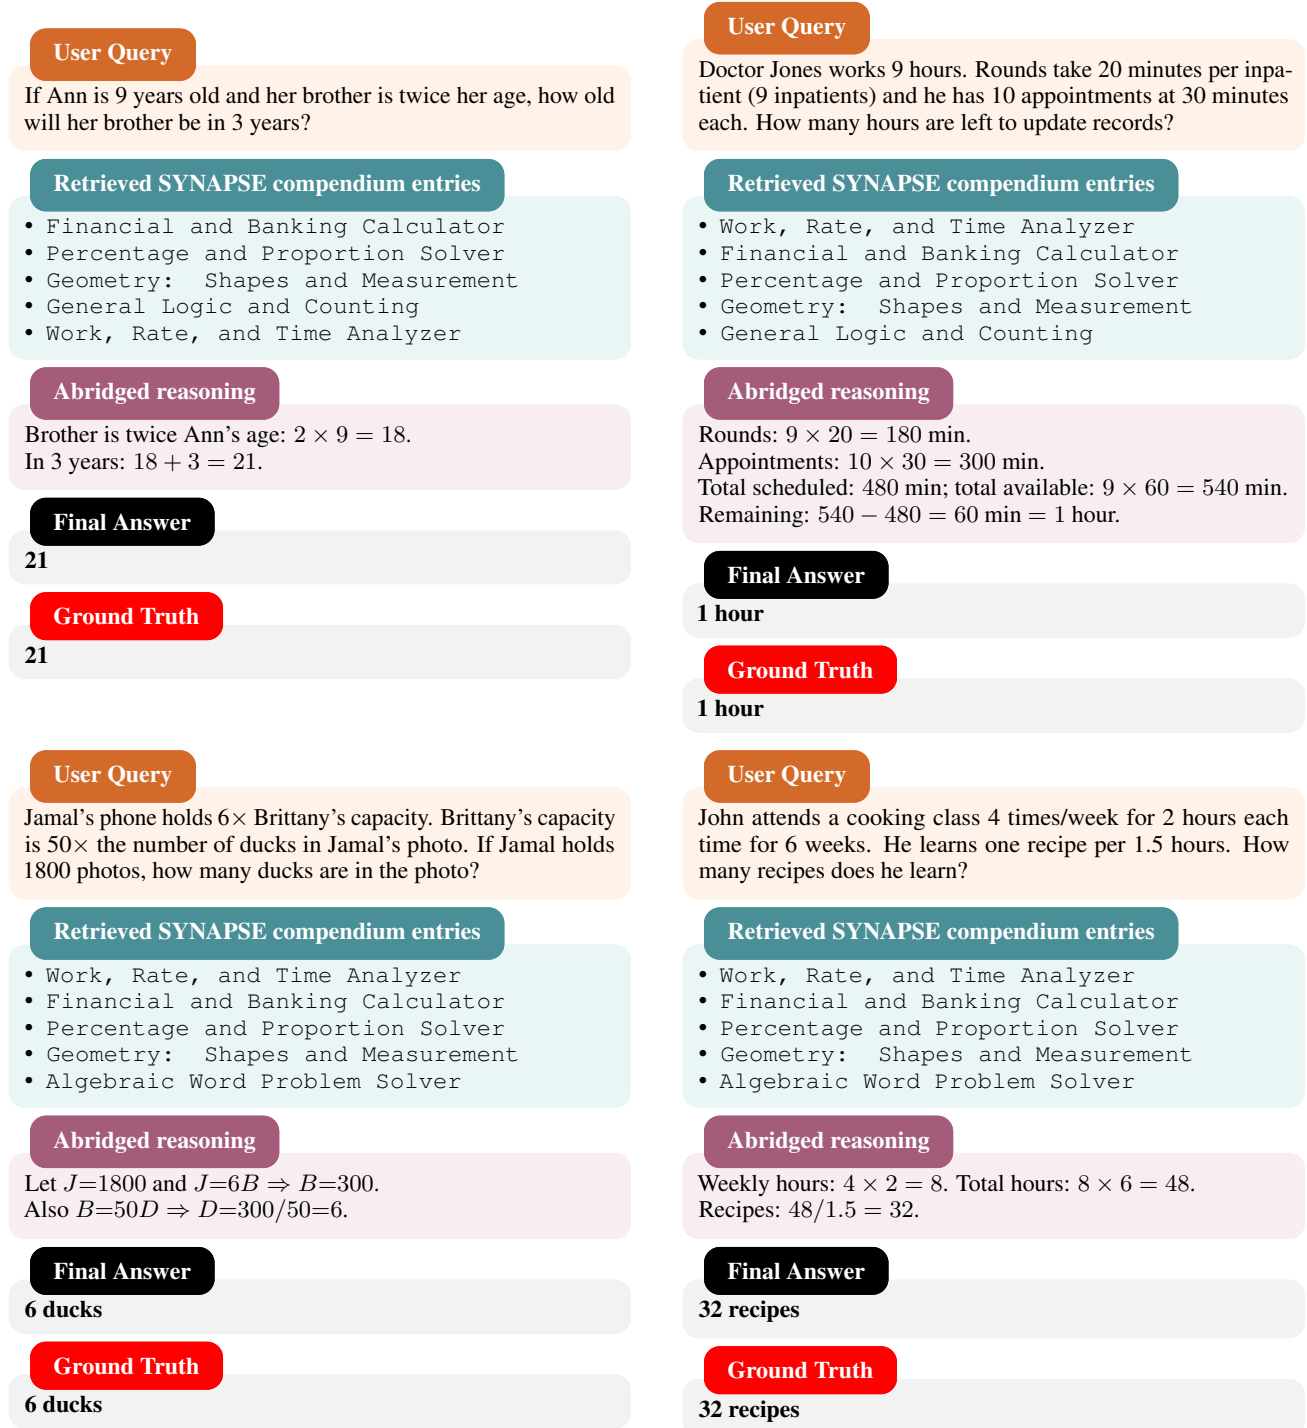 User Query
If Ann is 9 years old and her brother is twice her age, how old
will her brother be in 3 years?
Retrieved SYNAPSE compendium entries
• Financial and Banking Calculator
• Percentage and Proportion Solver
• Geometry: Shapes and Measurement
• General Logic and Counting
• Work, Rate, and Time Analyzer
Abridged reasoning
Brother is twice Ann's age: 2 × 9 = 18.
In 3 years: 18 + 3 = 21.
Final Answer
21
Ground Truth
21
User Query
Doctor Jones works 9 hours. Rounds take 20 minutes per inpa-
tient (9 inpatients) and he has 10 appointments at 30 minutes
each. How many hours are left to update records?
Retrieved SYNAPSE compendium entries
• Work, Rate, and Time Analyzer
• Financial and Banking Calculator
• Percentage and Proportion Solver
• Geometry: Shapes and Measurement
• General Logic and Counting
Abridged reasoning
Rounds: 9 × 20 = 180 min.
Appointments: 10 × 30 = 300 min.
Total scheduled: 480 min; total available: 9 × 60 = 540 min.
Remaining: 540 − 480 = 60 min = 1 hour.
Final Answer
1 hour
Ground Truth
1 hour
User Query
Jamal's phone holds 6× Brittany's capacity. Brittany's capacity
is 50× the number of ducks in Jamal's photo. If Jamal holds
1800 photos, how many ducks are in the photo?
Retrieved SYNAPSE compendium entries
• Work, Rate, and Time Analyzer
• Financial and Banking Calculator
• Percentage and Proportion Solver
• Geometry: Shapes and Measurement
• Algebraic Word Problem Solver
Abridged reasoning
Let J=1800 and J=6B ⇒ B=300.
Also B=50D ⇒ D=300/50=6.
Final Answer
6 ducks
Ground Truth
6 ducks
User Query
John attends a cooking class 4 times/week for 2 hours each
time for 6 weeks. He learns one recipe per 1.5 hours. How
many recipes does he learn?
Retrieved SYNAPSE compendium entries
• Work, Rate, and Time Analyzer
• Financial and Banking Calculator
• Percentage and Proportion Solver
• Geometry: Shapes and Measurement
• Algebraic Word Problem Solver
Abridged reasoning
Weekly hours: 4 × 2 = 8. Total hours: 8 × 6 = 48.
Recipes: 48/1.5 = 32.
Final Answer
32 recipes
Ground Truth
32 recipes